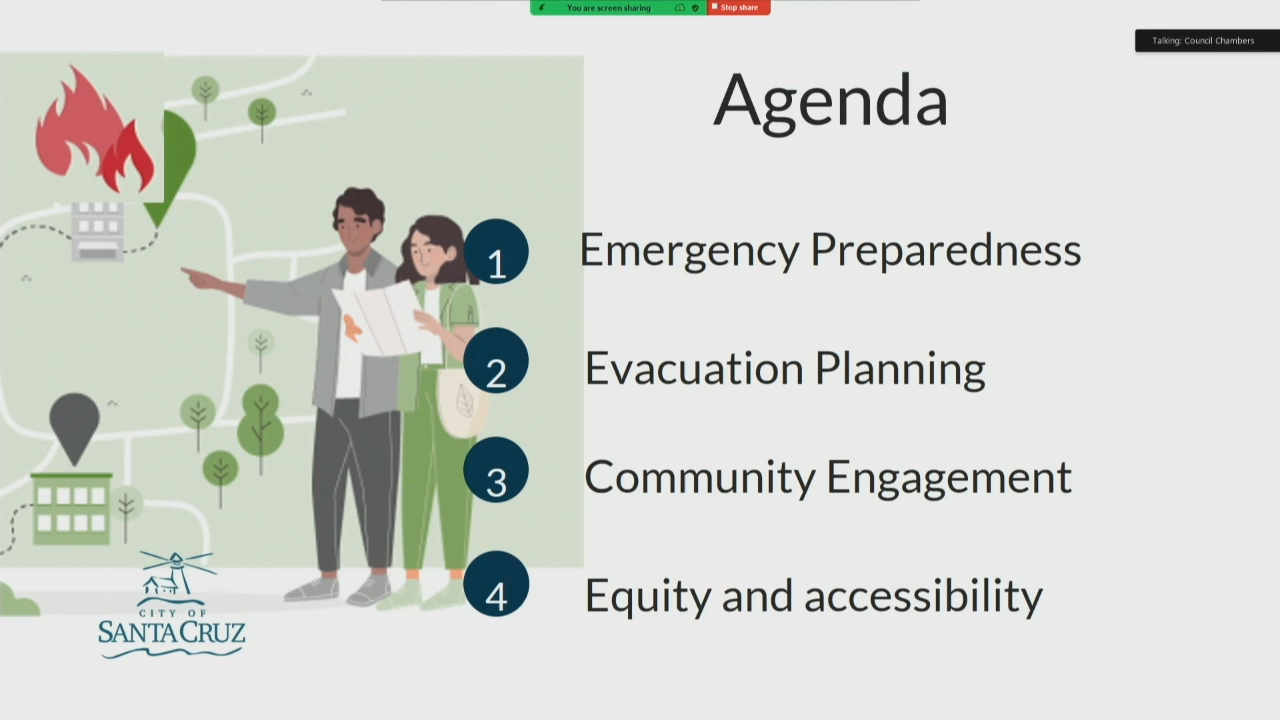 You are screen sharing
Stop share
Talking: Council Chambers
Agenda
1 Emergency Preparedness
2 Evacuation Planning
3 Community Engagement
4 Equity and accessibility
CITY OF
SANTA CRUZ